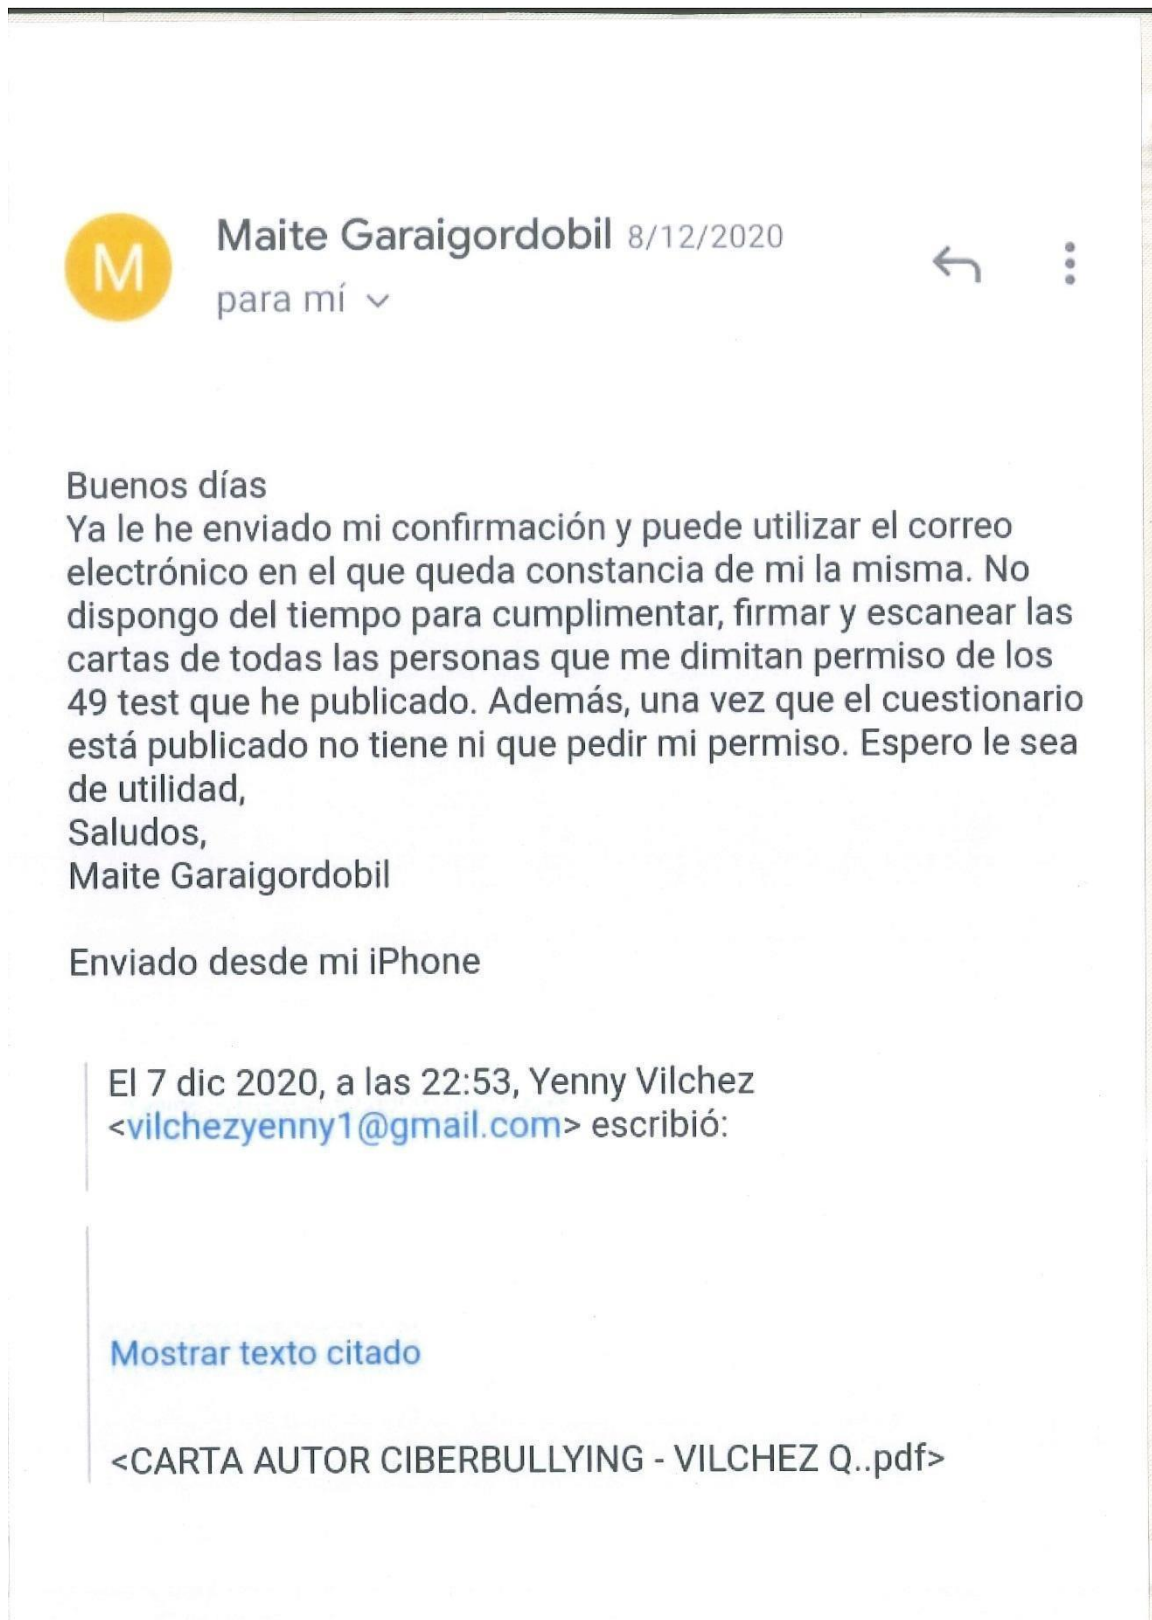 M
Maite Garaigordobil 8/12/2020
para mí
Buenos días
Ya le he enviado mi confirmación y puede utilizar el correo
electrónico en el que queda constancia de mi la misma. No
dispongo del tiempo para cumplimentar, firmar y escanear las
cartas de todas las personas que me dimitan permiso de los
49 test que he publicado. Además, una vez que el cuestionario
está publicado no tiene ni que pedir mi permiso. Espero le sea
de utilidad,
Saludos,
Maite Garaigordobil
Enviado desde mi iPhone
El 7 dic 2020, a las 22:53, Yenny Vilchez
<vilchezyenny1@gmail.com> escribió:
Mostrar texto citado
<CARTA AUTOR CIBERBULLYING - VILCHEZ Q..pdf>